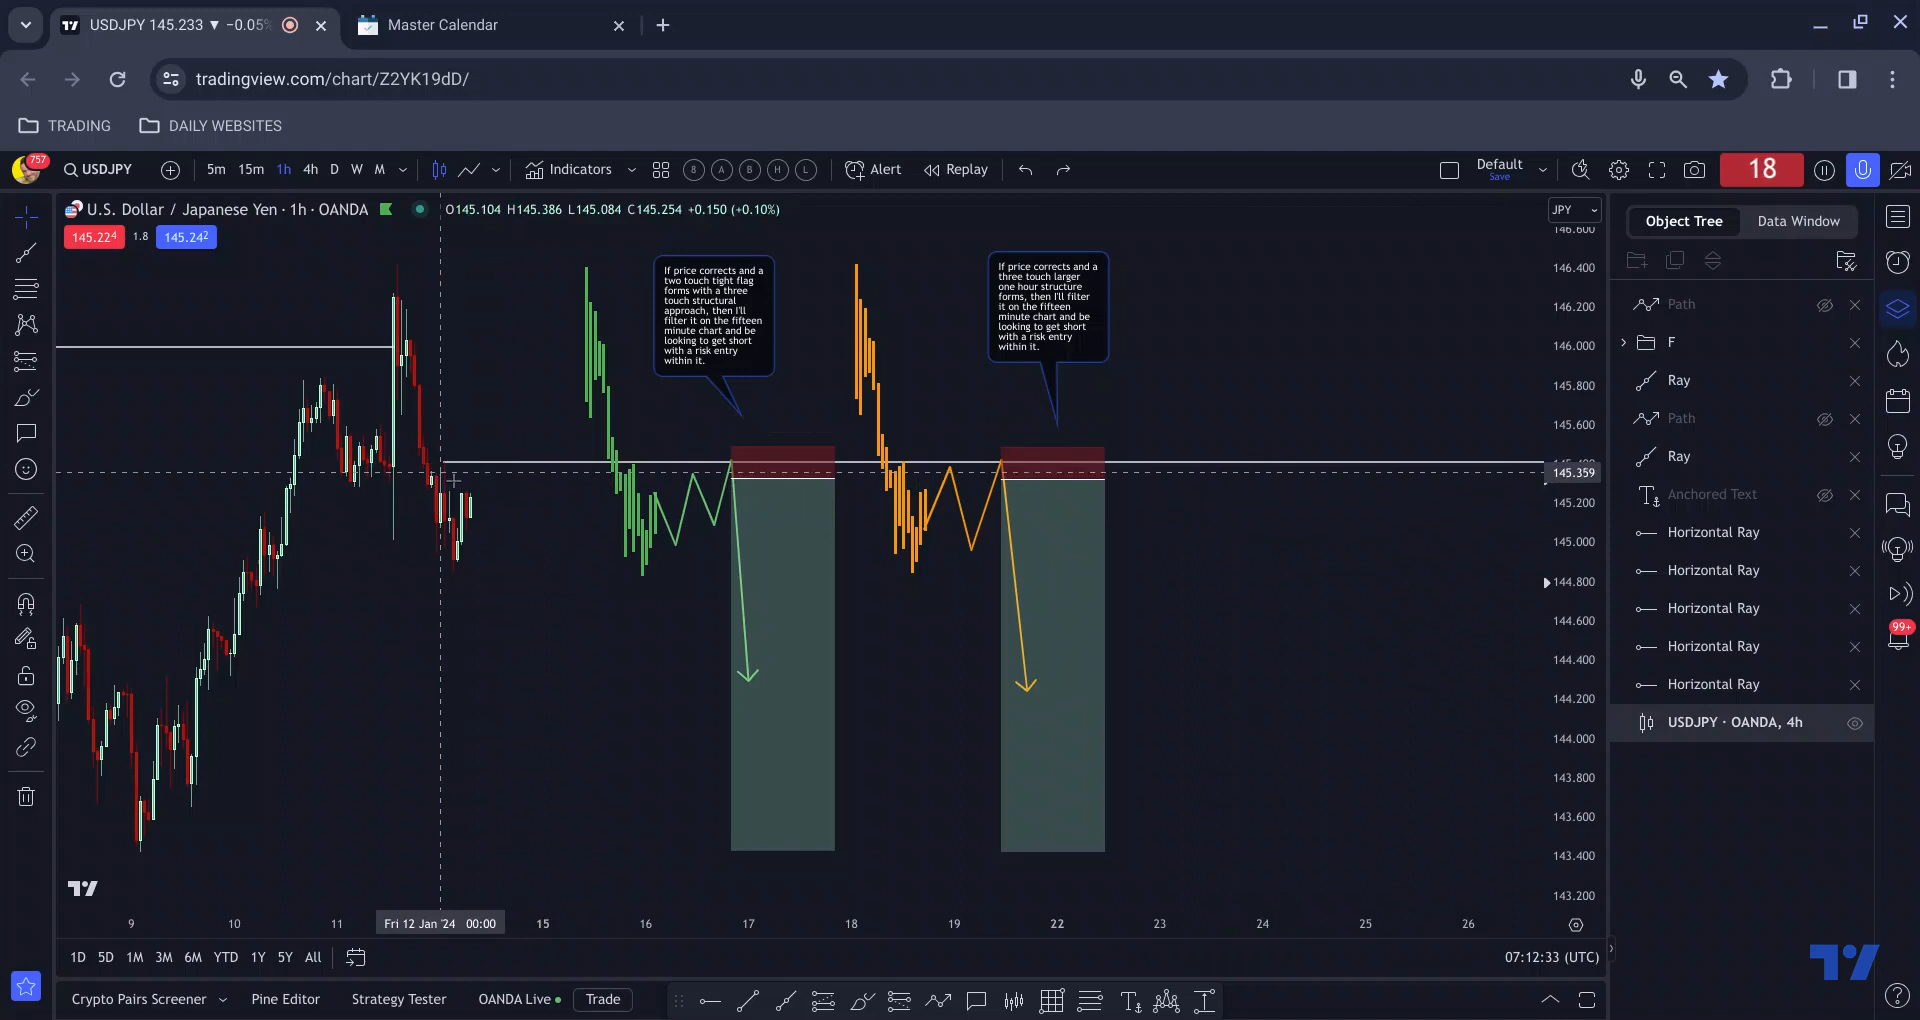 USDJPY 145.233 ▼ −0.05%
Master Calendar
tradingview.com/chart/Z2YK19dD/
TRADING
DAILY WEBSITES
757
USDJPY
5m 15m 1h 4h D W M
Indicators
8 A B H L
Alert
Replay
Default
Save
18
U.S. Dollar / Japanese Yen · 1h · OANDA
O145.104 H145.386 L145.084 C145.254 +0.150 (+0.10%)
JPY
145.224
1.8
145.242
If price corrects and a
two touch tight flag
forms with a three
touch structural
approach, then I'll
filter it on the fifteen
minute chart and be
looking to get short
with a risk entry
within it.
If price corrects and a
three touch larger
one hour structure
forms, then I'll filter
it on the fifteen
minute chart and be
looking to get short
with a risk entry
within it.
146.600
146.400
146.200
146.000
145.800
145.600
145.359
145.200
145.000
144.800
144.600
144.400
144.200
144.000
143.800
143.600
143.400
143.200
9 10 11 Fri 12 Jan '24 00:00 15 16 17 18 19 22 23 24 25 26
1D 5D 1M 3M 6M YTD 1Y 5Y All
07:12:33 (UTC)
Crypto Pairs Screener
Pine Editor
Strategy Tester
OANDA Live
Trade
Object Tree
Data Window
Path
F
Ray
Path
Ray
Anchored Text
Horizontal Ray
Horizontal Ray
Horizontal Ray
Horizontal Ray
Horizontal Ray
USDJPY · OANDA, 4h
99+